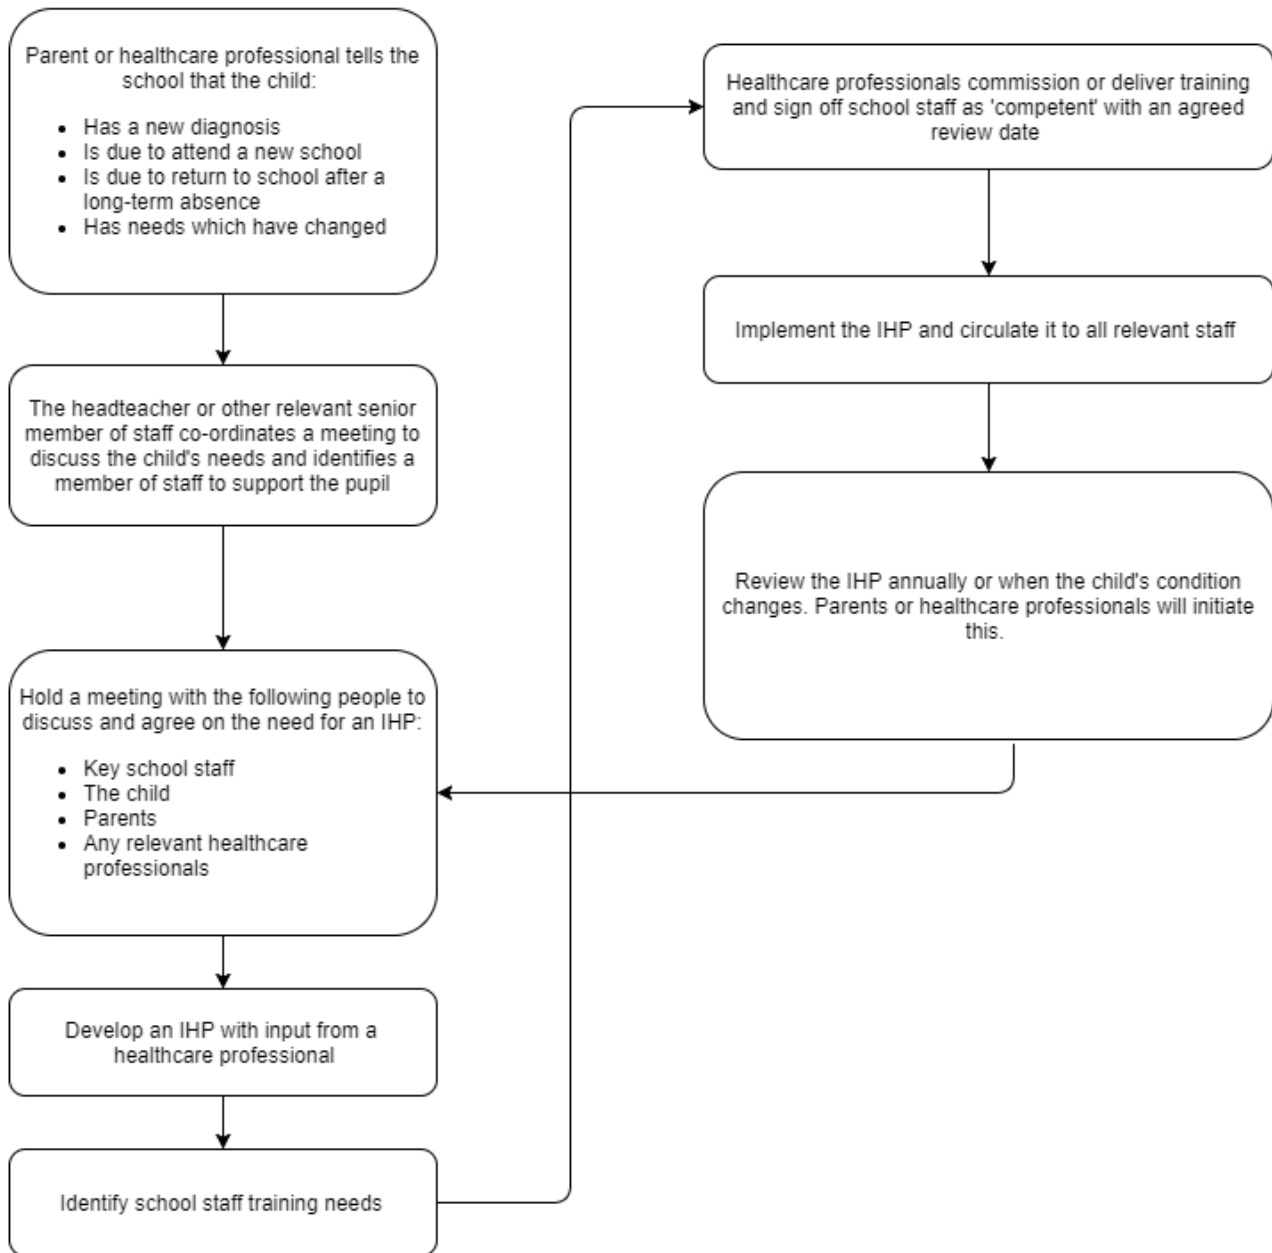 Parent or healthcare professional tells the
school that the child:
• Has a new diagnosis
• Is due to attend a new school
• Is due to return to school after a
long-term absence
• Has needs which have changed
The headteacher or other relevant senior
member of staff co-ordinates a meeting to
discuss the child's needs and identifies a
member of staff to support the pupil
Hold a meeting with the following people to
discuss and agree on the need for an IHP:
• Key school staff
• The child
• Parents
• Any relevant healthcare
professionals
Develop an IHP with input from a
healthcare professional
Identify school staff training needs
Healthcare professionals commission or deliver training
and sign off school staff as 'competent' with an agreed
review date
Implement the IHP and circulate it to all relevant staff
Review the IHP annually or when the child's condition
changes. Parents or healthcare professionals will initiate
this.